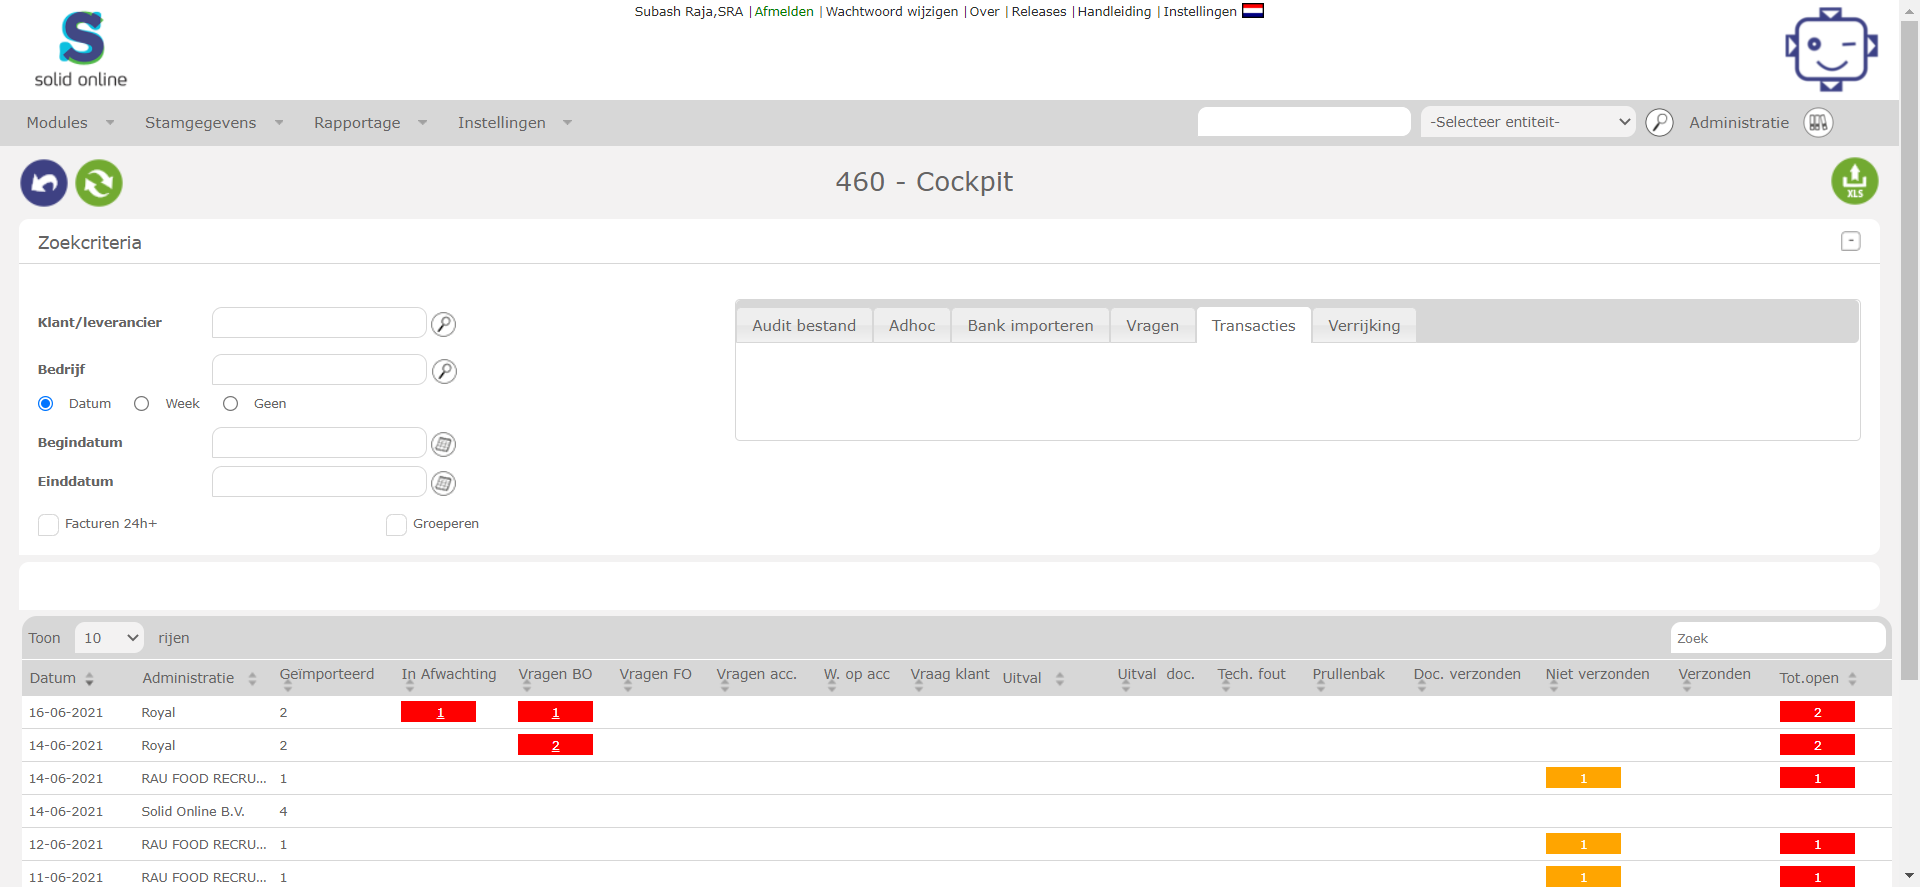 Subash Raja,SRA | Afmelden | Wachtwoord wijzigen | Over | Releases | Handleiding | Instellingen
S
solid online
Modules Stamgegevens Rapportage Instellingen -Selecteer entiteit- Administratie
460 - Cockpit
XLS
Zoekcriteria -
Klant/leverancier
Bedrijf
Datum Week Geen
Begindatum
Einddatum
Facturen 24h+ Groeperen
Audit bestand Adhoc Bank importeren Vragen Transacties Verrijking
Toon 10 rijen Zoek
Datum Administratie Geïmporteerd In Afwachting Vragen BO Vragen FO Vragen acc. W. op acc Vraag klant Uitval Uitval doc. Tech. fout Prullenbak Doc. verzonden Niet verzonden Verzonden Tot.open
16-06-2021 Royal 2 1 1 2
14-06-2021 Royal 2 2 2
14-06-2021 RAU FOOD RECRU... 1 1 1
14-06-2021 Solid Online B.V. 4
12-06-2021 RAU FOOD RECRU... 1 1 1
11-06-2021 RAU FOOD RECRU... 1 1 1